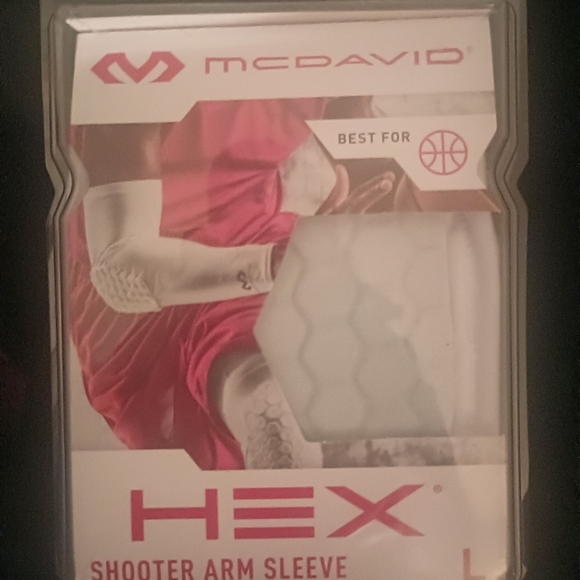 McDAVID®
BEST FOR
HEX®
SHOOTER ARM SLEEVE L